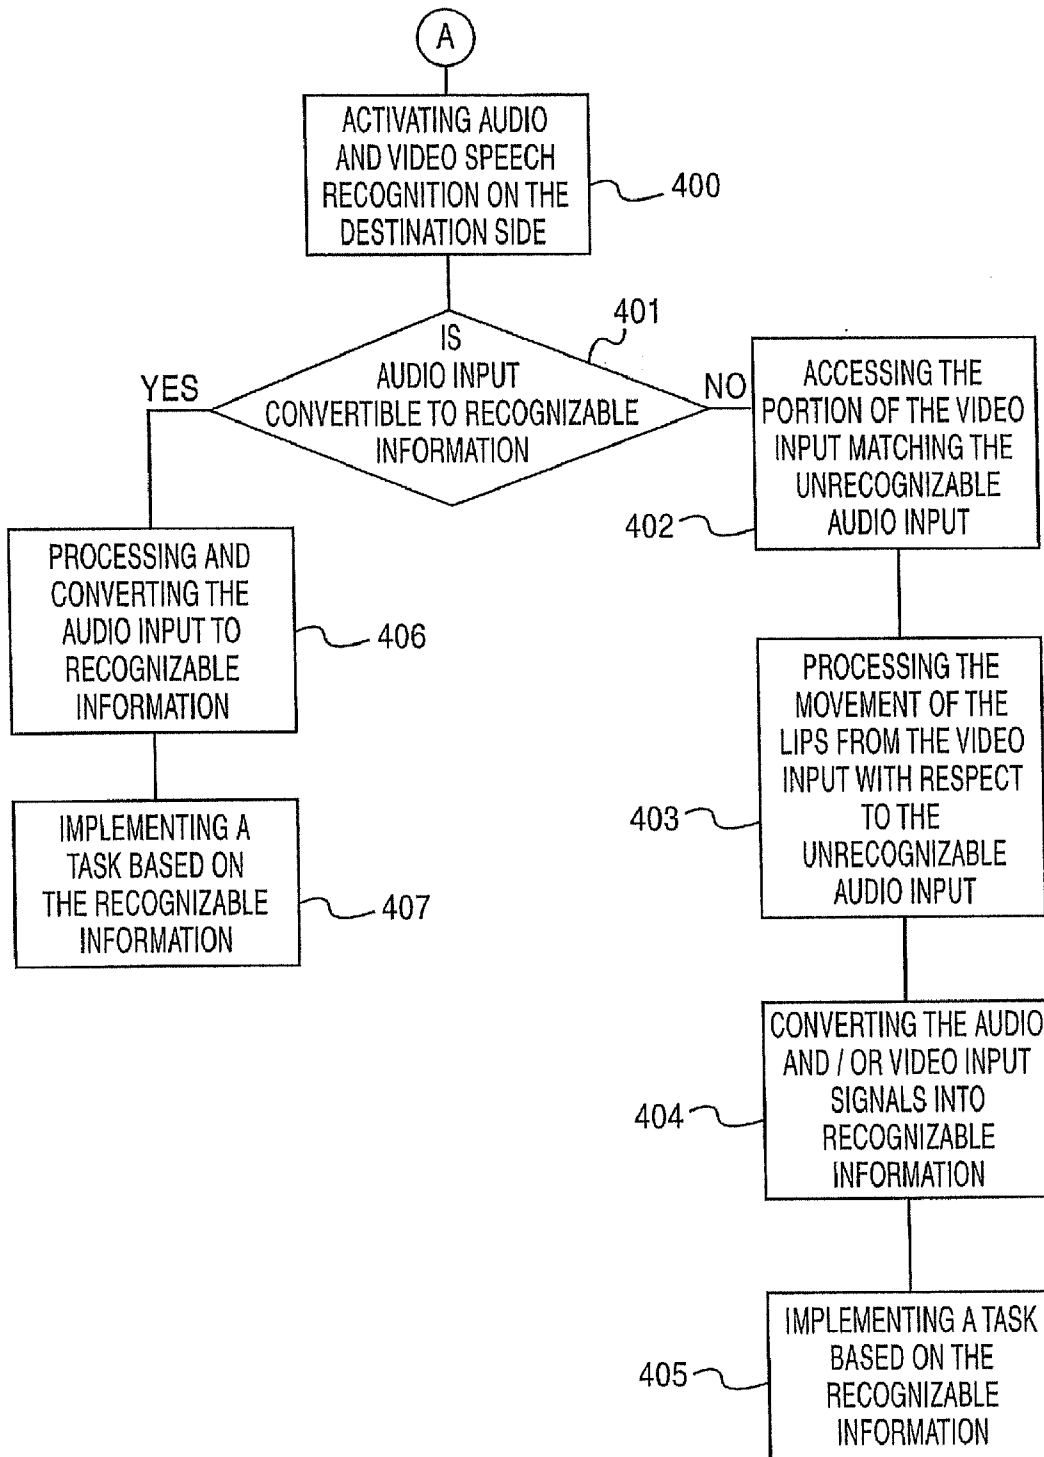 A
ACTIVATING AUDIO
AND VIDEO SPEECH
RECOGNITION ON THE
DESTINATION SIDE
400
IS
AUDIO INPUT
CONVERTIBLE TO RECOGNIZABLE
INFORMATION
401
YES
NO
ACCESSING THE
PORTION OF THE VIDEO
INPUT MATCHING THE
UNRECOGNIZABLE
AUDIO INPUT
402
PROCESSING AND
CONVERTING THE
AUDIO INPUT TO
RECOGNIZABLE
INFORMATION
406
PROCESSING THE
MOVEMENT OF THE
LIPS FROM THE VIDEO
INPUT WITH RESPECT
TO THE
UNRECOGNIZABLE
AUDIO INPUT
403
IMPLEMENTING A
TASK BASED ON
THE RECOGNIZABLE
INFORMATION
407
CONVERTING THE AUDIO
AND / OR VIDEO INPUT
SIGNALS INTO
RECOGNIZABLE
INFORMATION
404
IMPLEMENTING A TASK
BASED ON THE
RECOGNIZABLE
INFORMATION
405